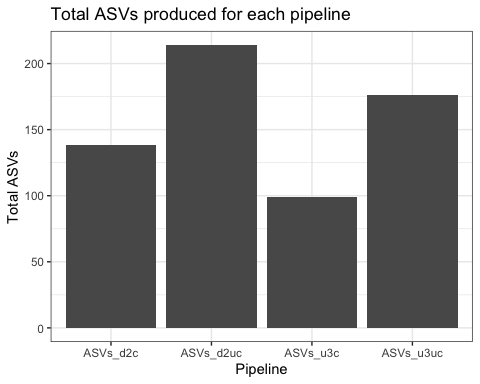 Total ASVs produced for each pipeline
Total ASVs
200
150
100
50
0
ASVs_d2c ASVs_d2uc ASVs_u3c ASVs_u3uc
Pipeline